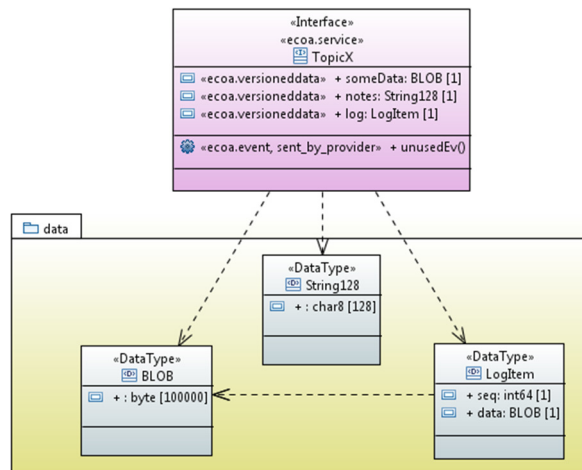 «Interface»
«ecoa.service»
TopicX
«ecoa.versioneddata» + someData: BLOB [1]
«ecoa.versioneddata» + notes: String128 [1]
«ecoa.versioneddata» + log: LogItem [1]
«ecoa.event, sent_by_provider» + unusedEv()
data
«DataType»
String128
+ : char8 [128]
«DataType»
BLOB
+ : byte [100000]
«DataType»
LogItem
+ seq: int64 [1]
+ data: BLOB [1]